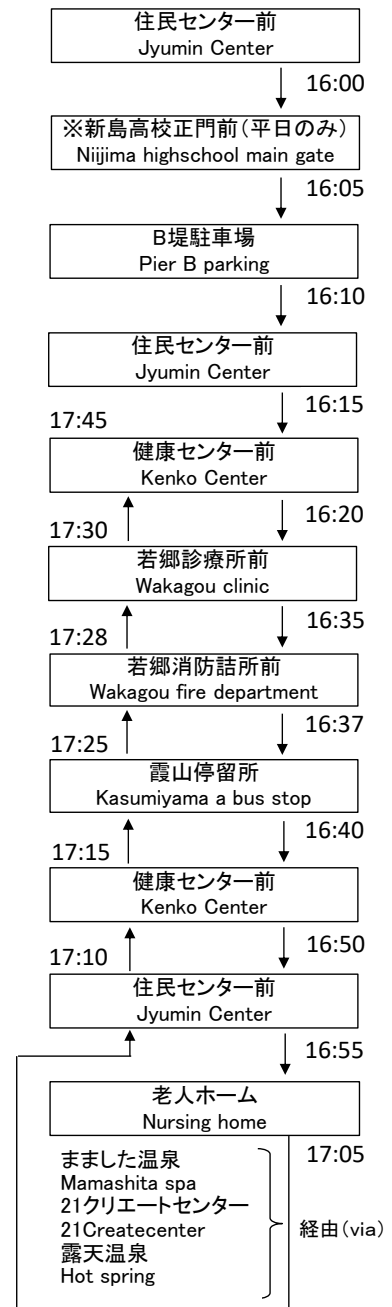 住民センター前
Jyumin Center
16:00
※新島高校正門前(平日のみ)
Niijima highschool main gate
16:05
B堤駐車場
Pier B parking
16:10
住民センター前
Jyumin Center
17:45
16:15
健康センター前
Kenko Center
17:30
16:20
若郷診療所前
Wakagou clinic
17:28
16:35
若郷消防詰所前
Wakagou fire department
17:25
16:37
霞山停留所
Kasumiyama a bus stop
17:15
16:40
健康センター前
Kenko Center
17:10
16:50
住民センター前
Jyumin Center
16:55
老人ホーム
Nursing home
17:05
まました温泉
Mamashita spa
21クリエートセンター
21Createcenter
経由(via)
露天温泉
Hot spring